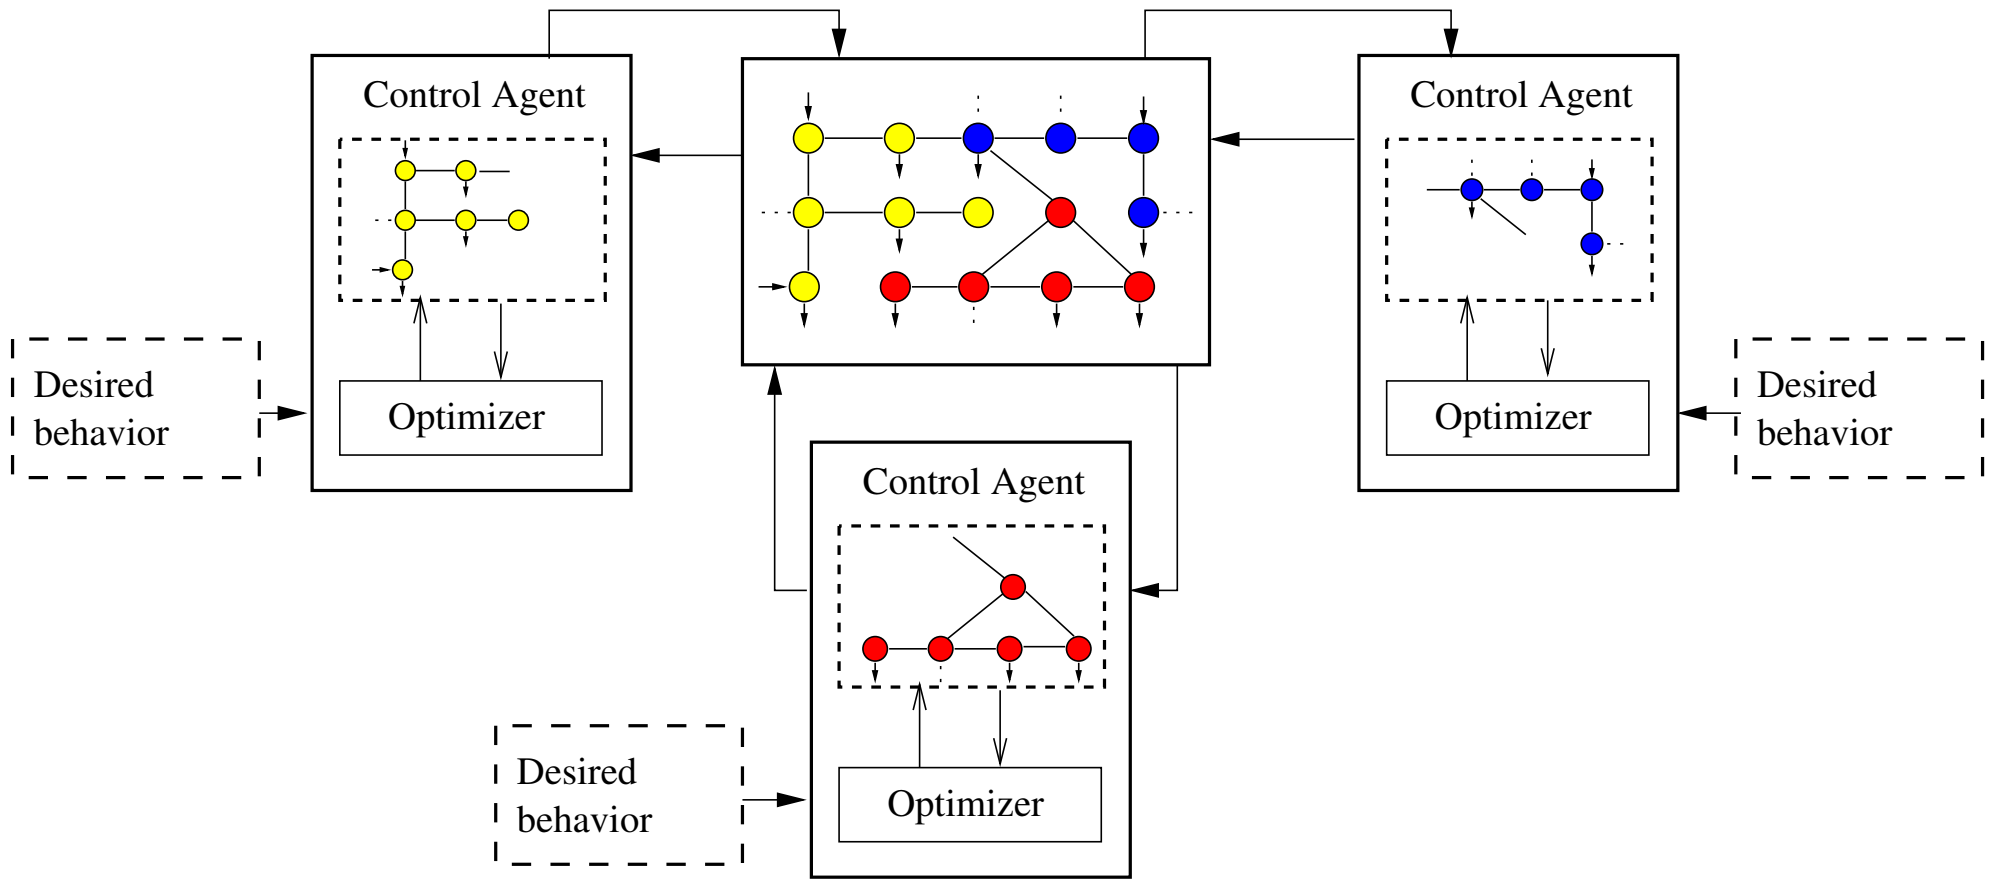 Control Agent
Control Agent
Desired
behavior
Optimizer
Optimizer
Desired
behavior
Control Agent
Desired
behavior
Optimizer